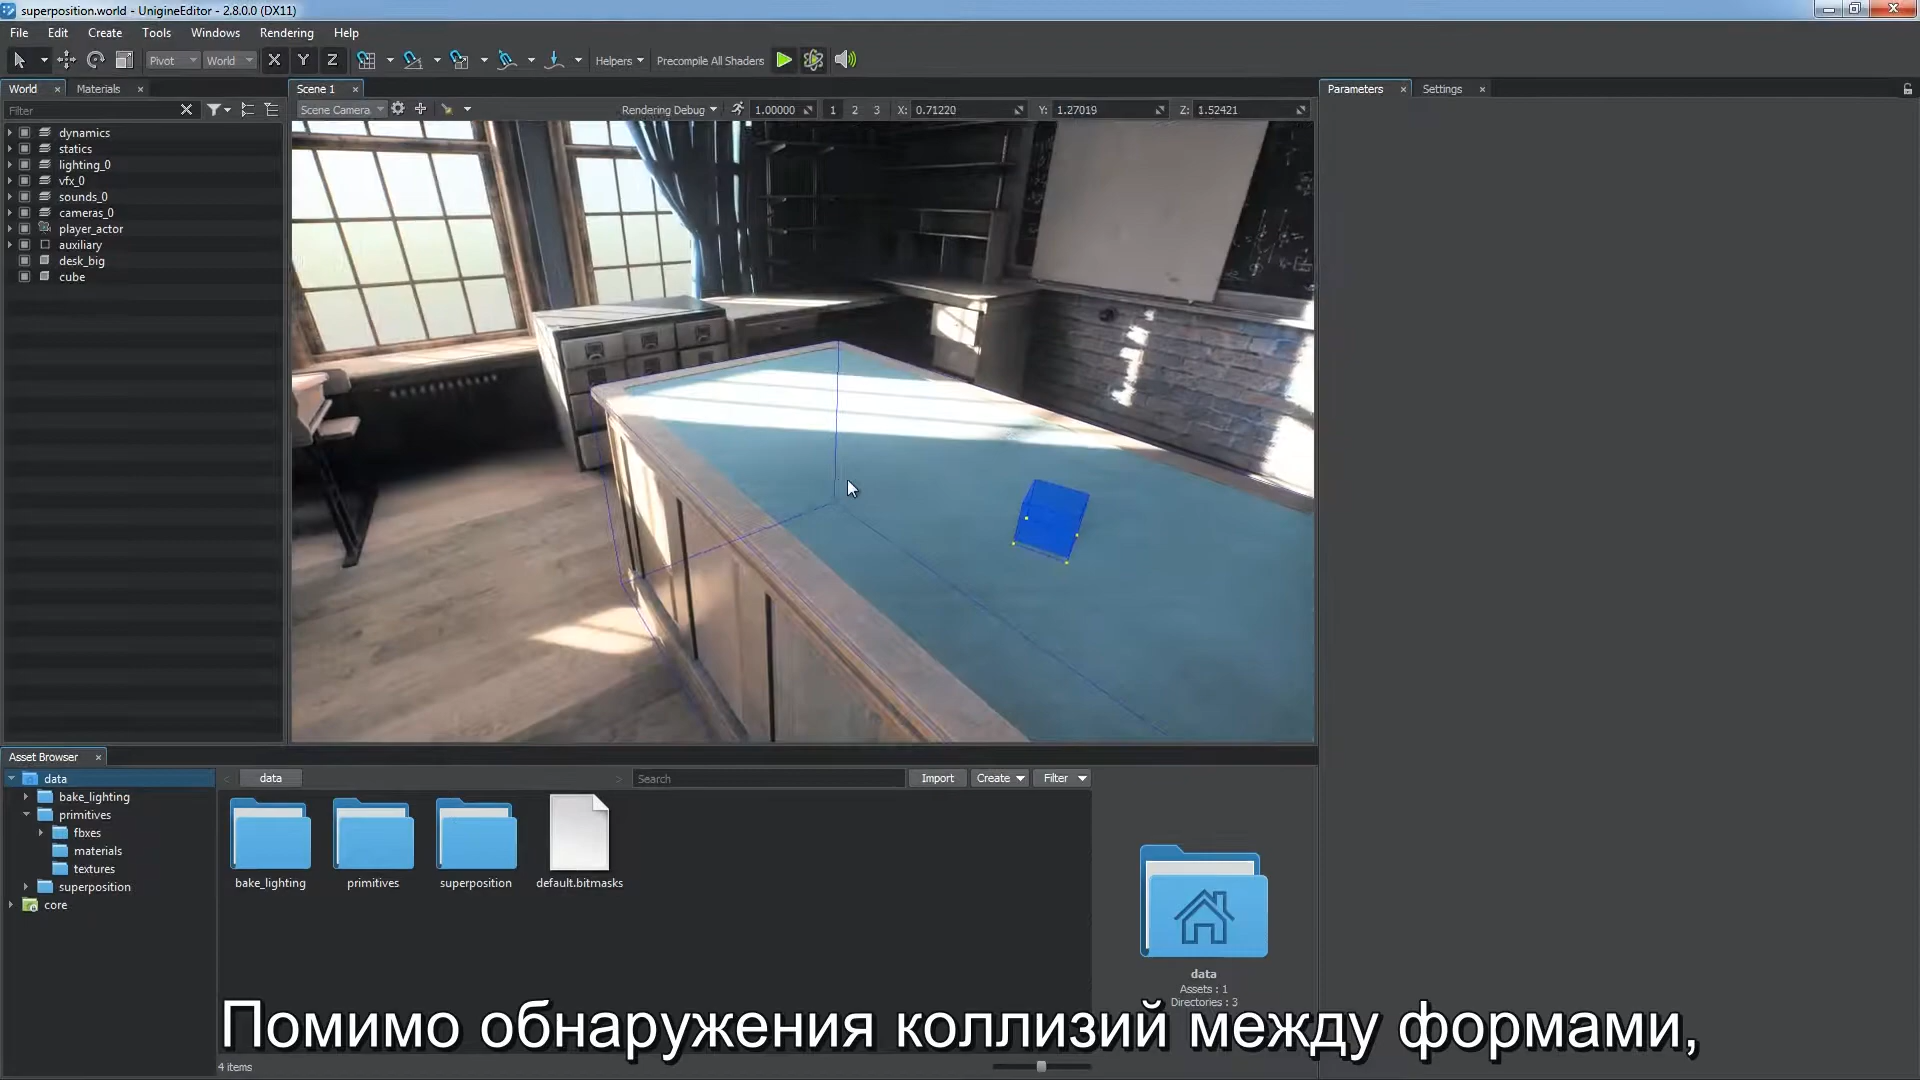 superposition.world - UnigineEditor - 2.8.0.0 (DX11)
File Edit Create Tools Windows Rendering Help
Pivot World X Y Z Helpers Precompile All Shaders
World Materials
Filter
dynamics
statics
lighting_0
vfx_0
sounds_0
cameras_0
player_actor
auxiliary
desk_big
cube
Scene 1
Scene Camera Rendering Debug 1.00000 1 2 3 X: 0.71220 Y: 1.27019 Z: 1.52421
Parameters Settings
Asset Browser
data
bake_lighting
primitives
fbxes
materials
textures
superposition
core
data Search Import Create Filter
bake_lighting primitives superposition default.bitmasks
data
Assets : 1
Directories : 3
Помимо обнаружения коллизий между формами,
4 items